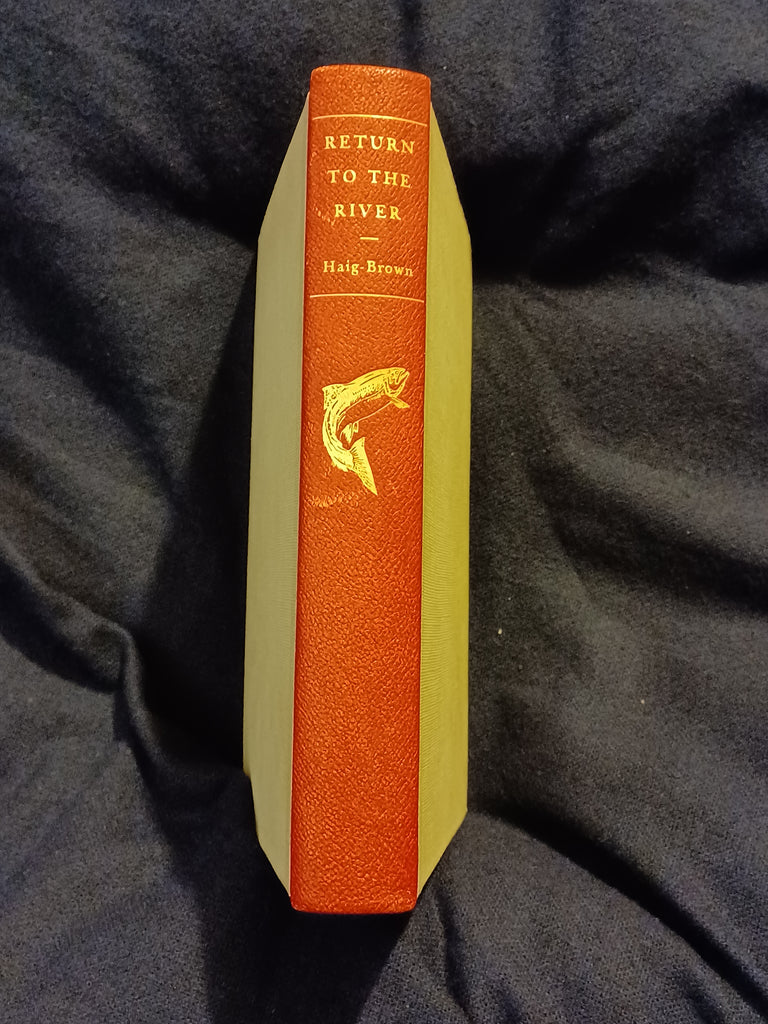 RETURN
TO THE
RIVER
—
Haig-Brown